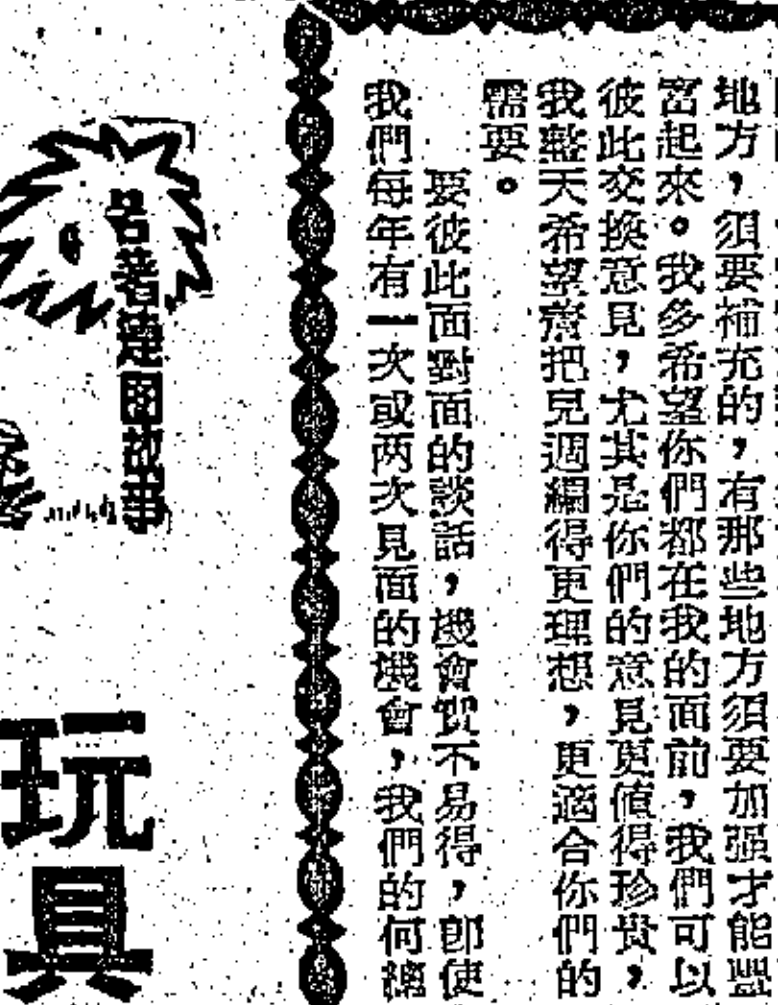 地方，須要補充的，有那些地方須要加强才能豐
富起來。我多希望你們都在我的面前，我們可以
彼此交換意見，尤其是你們的意見更值得珍貴，
我整天希望着把兒週編得更理想，更適合你們的
需要。
要彼此面對面的談話，機會實不易得，卽使
我們每年有一次或两次見面的機會，我們的何總
名著連圖故事
玩具